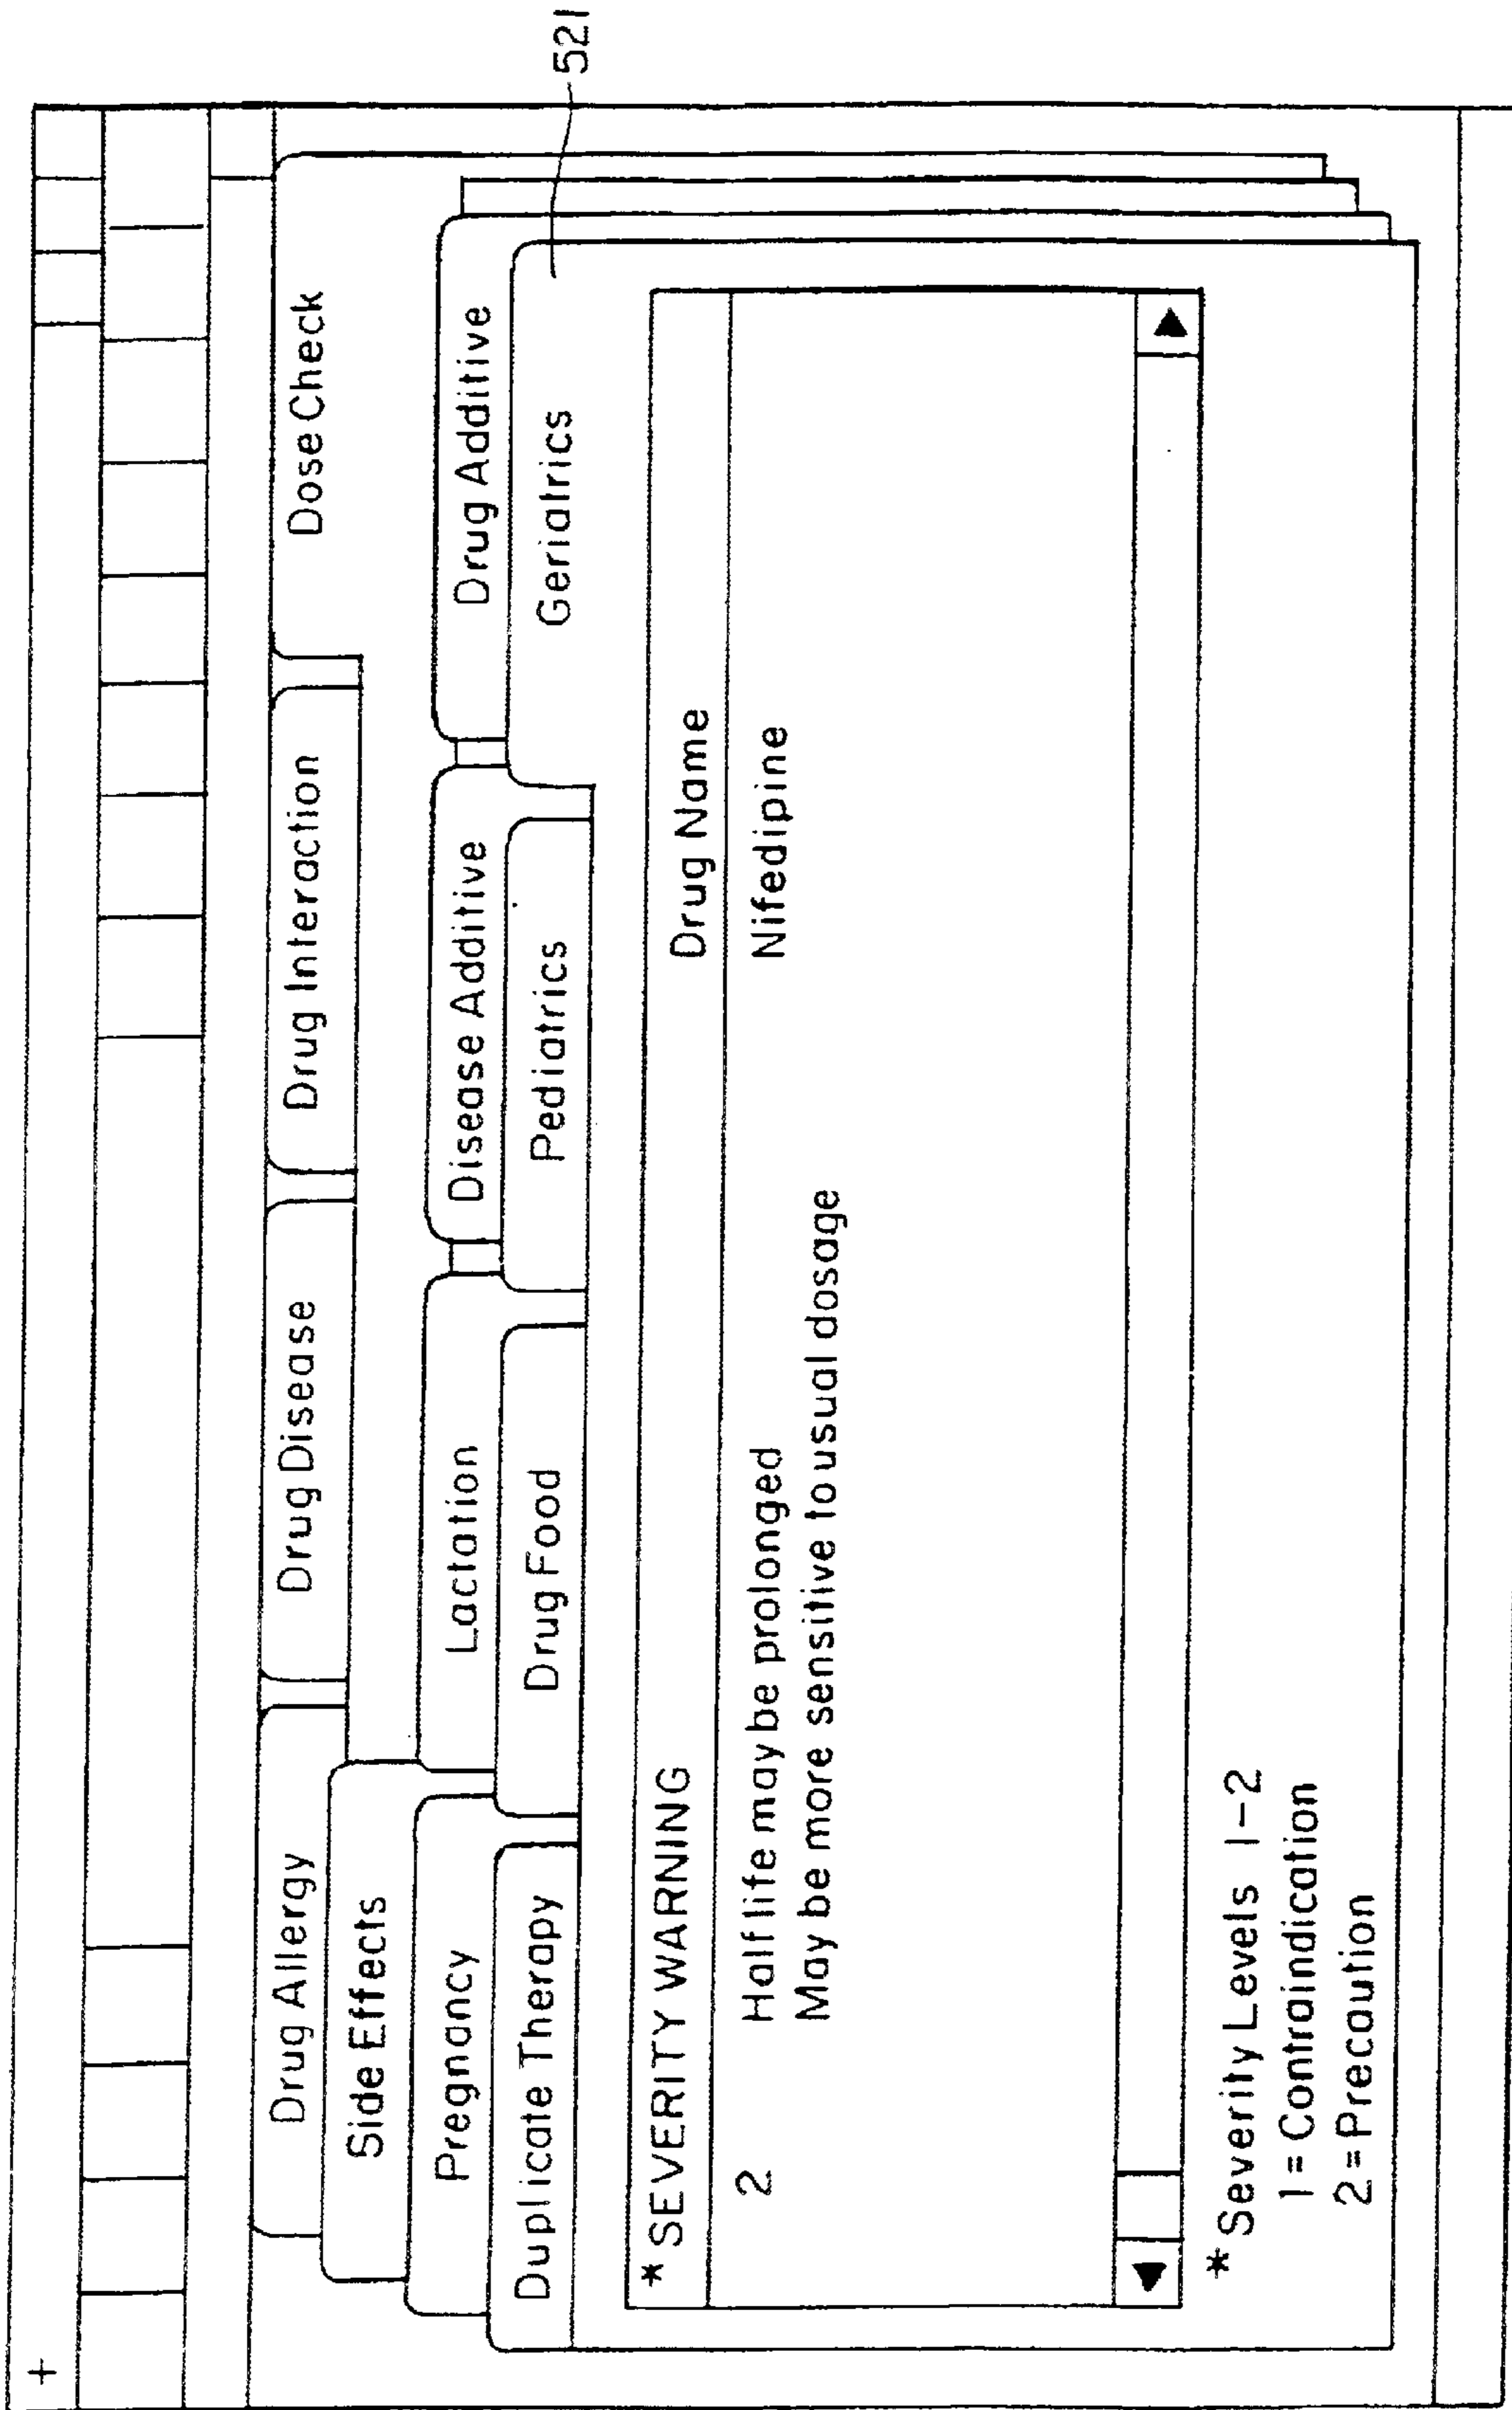 +
Drug Allergy Drug Disease Drug Interaction Dose Check
Side Effects
Pregnancy Lactation Disease Additive Drug Additive
Duplicate Therapy Drug Food Pediatrics Geriatrics
521
*SEVERITY WARNING Drug Name
2 Half life may be prolonged Nifedipine
May be more sensitive to usual dosage
*Severity Levels 1-2
1 = Contraindication
2 = Precaution